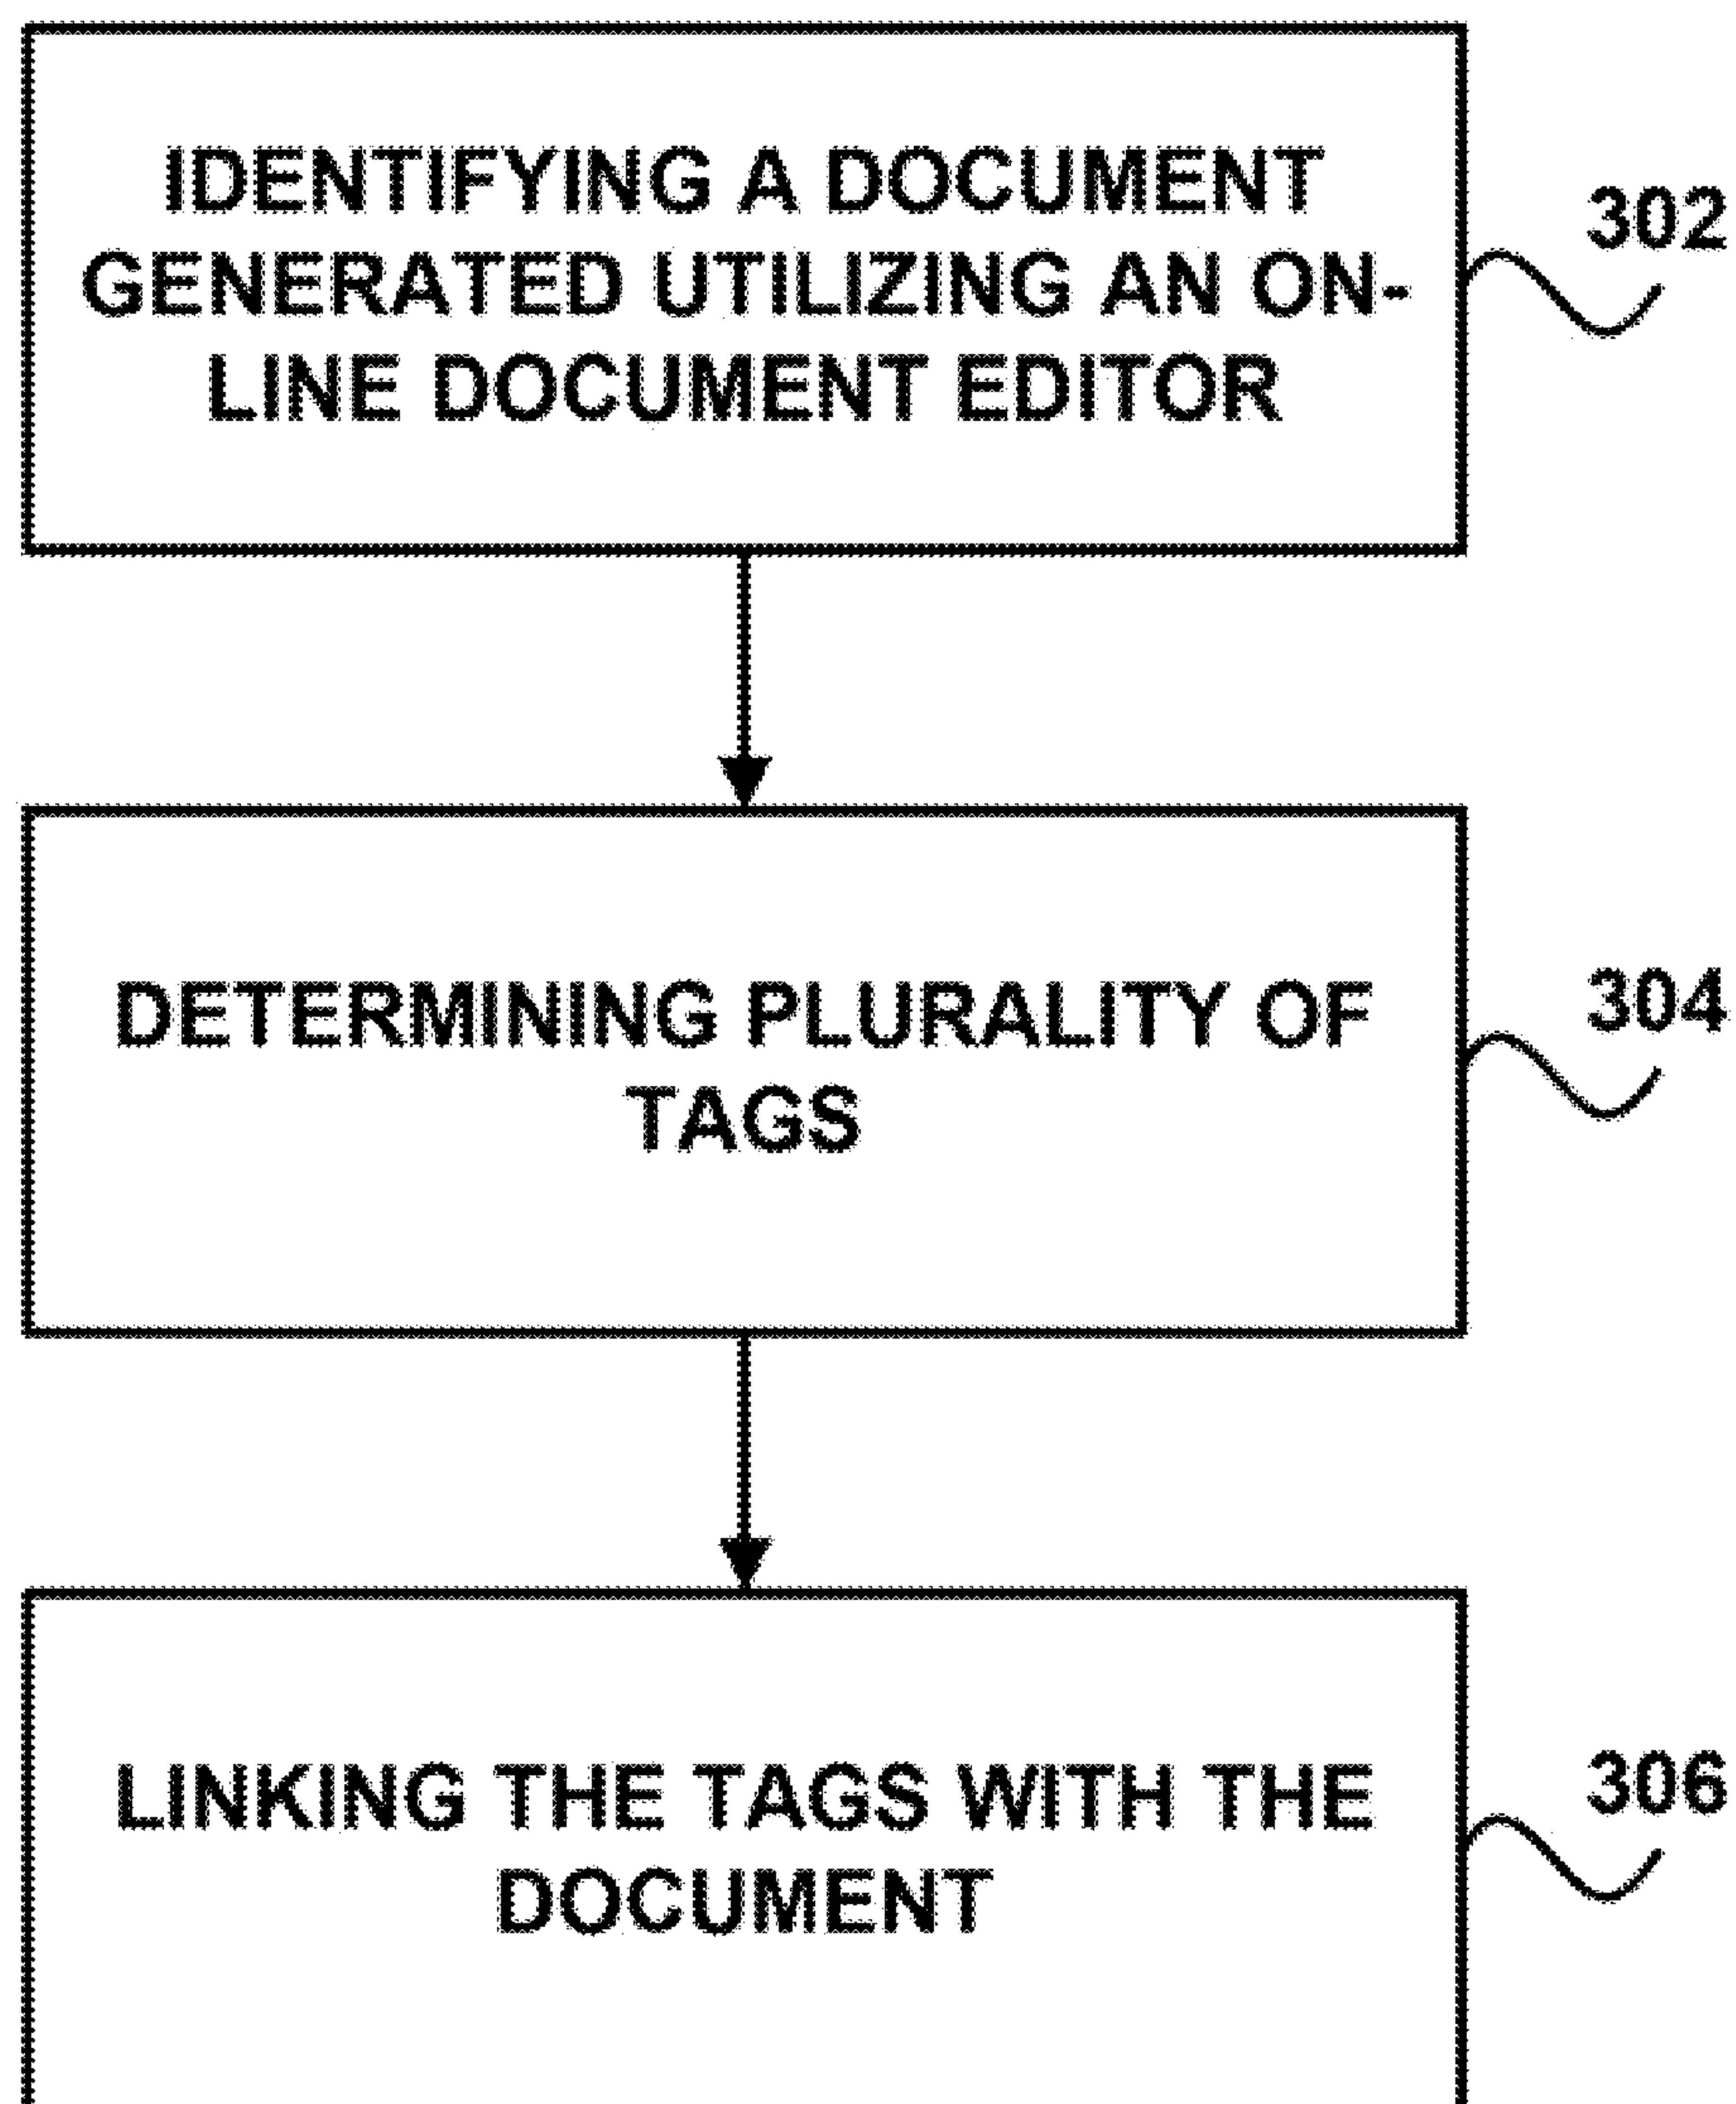 IDENTIFYING A DOCUMENT
GENERATED UTILIZING AN ON-
LINE DOCUMENT EDITOR
302
DETERMINING PLURALITY OF
TAGS
304
LINKING THE TAGS WITH THE
DOCUMENT
306